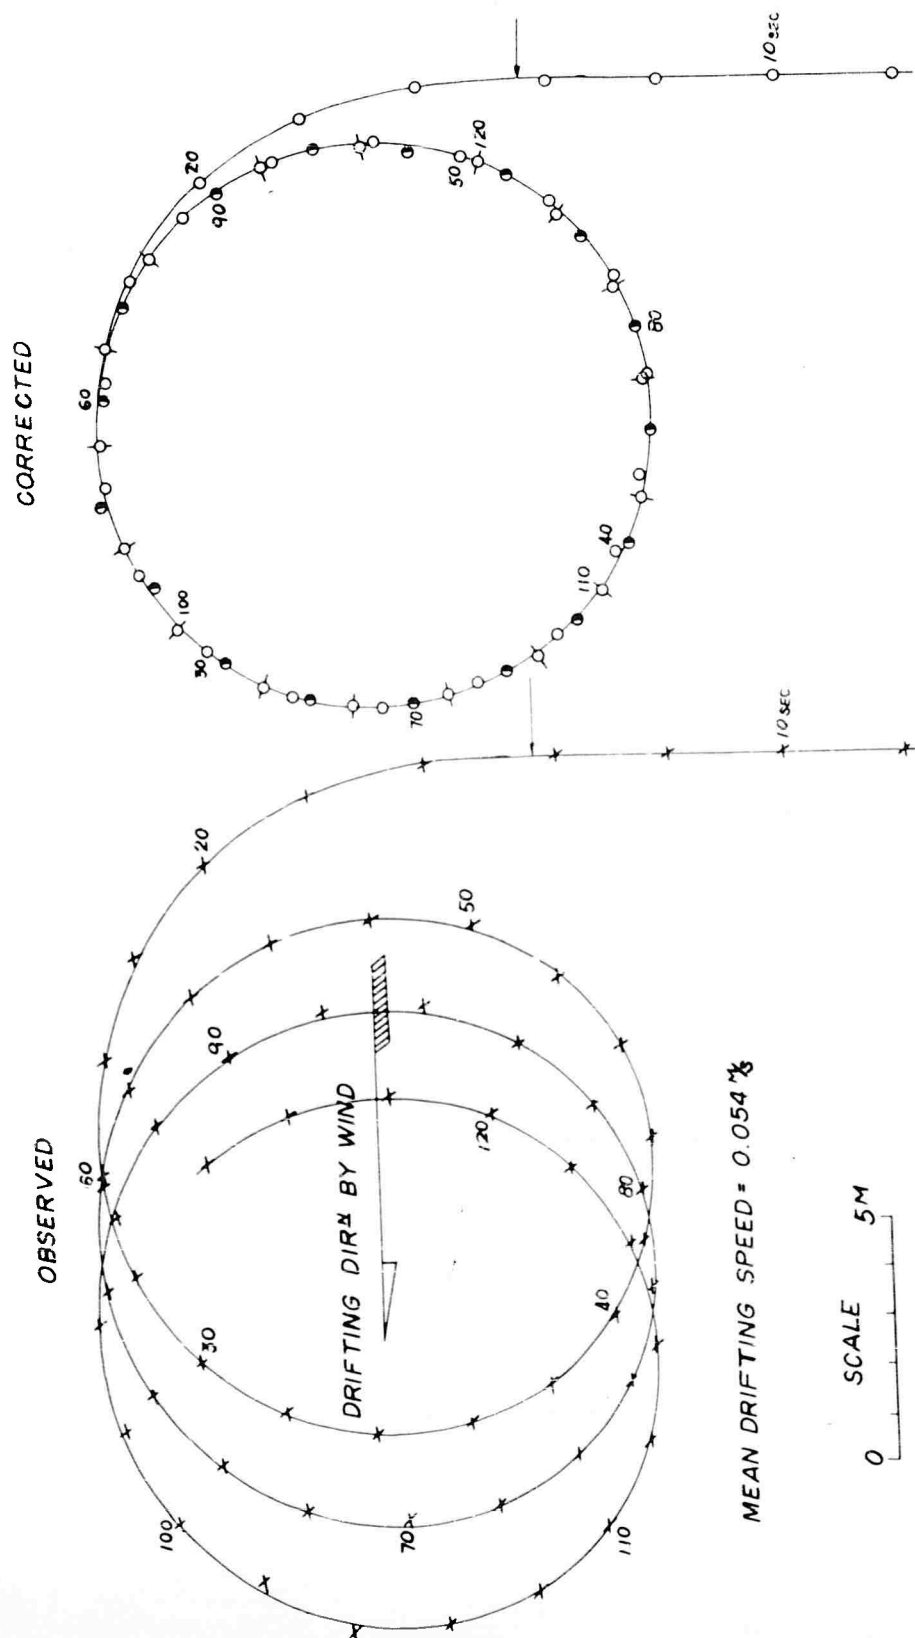 CORRECTED
10 sec
20
90
60
50
120
80
40
110
100
30
70
OBSERVED
10 SEC
20
50
60
90
120
80
30
40
100
70
110
DRIFTING DIRN BY WIND
MEAN DRIFTING SPEED = 0.054 M/S
SCALE
0 5M